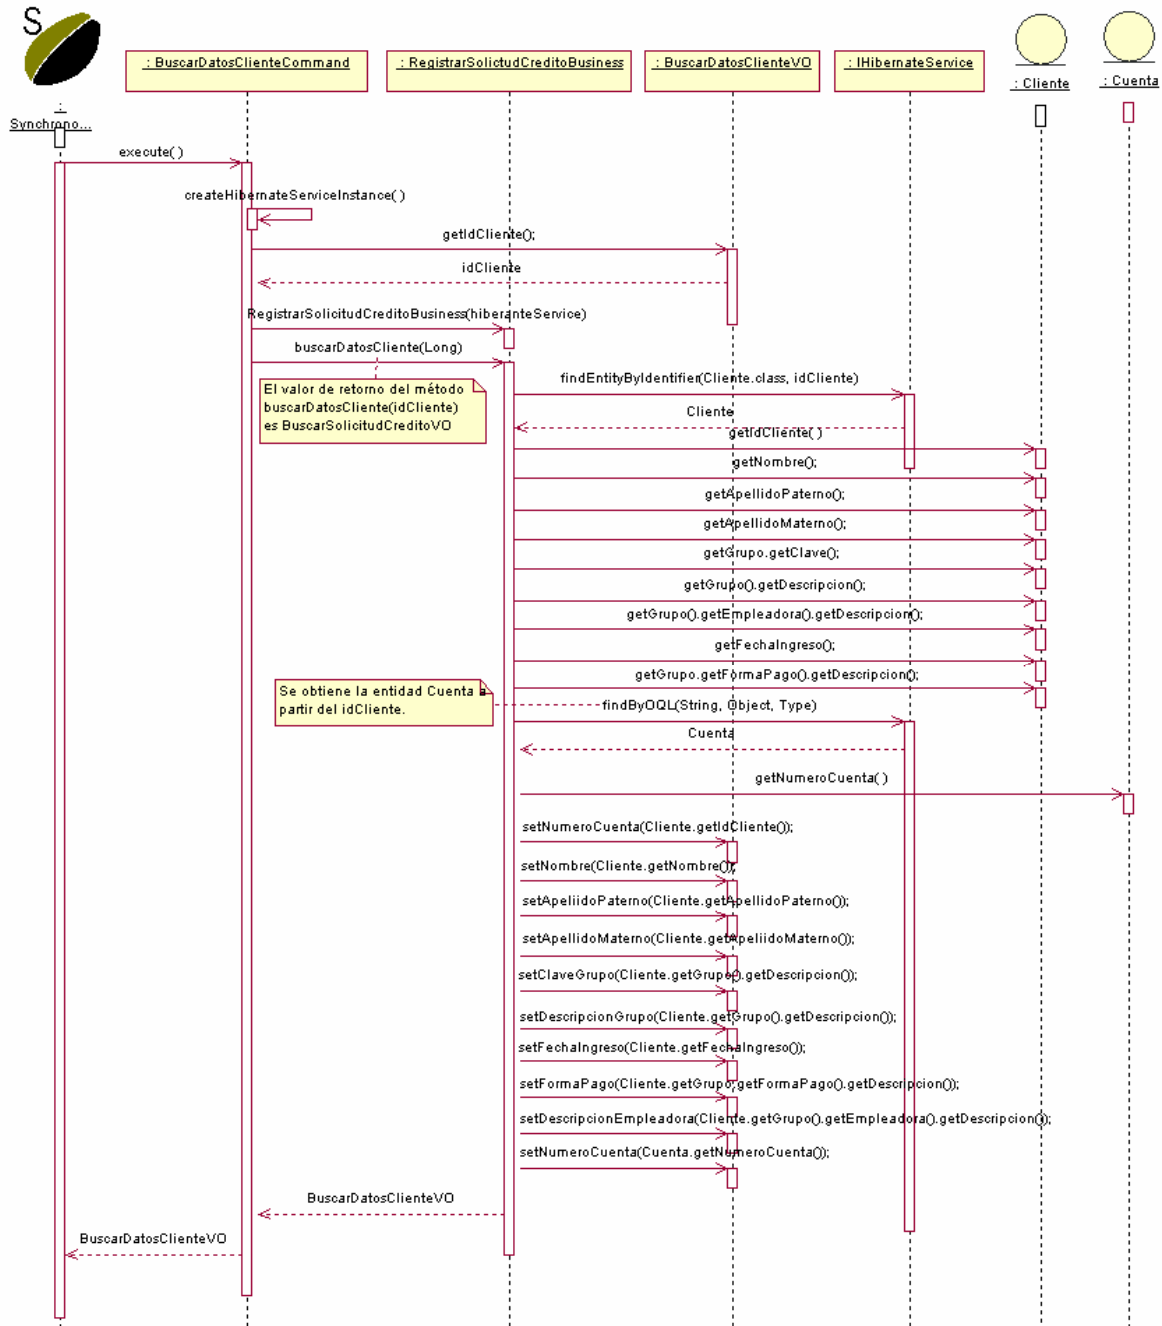 S
: BuscarDatosClienteCommand
: RegistrarSolictudCreditoBusiness
: BuscarDatosClienteVO
: IHibernateService
: Cliente
: Cuenta
:
Synchrono...
execute( )
createHibernateServiceInstance( )
getIdCliente();
idCliente
RegistrarSolicitudCreditoBusiness(hiberanteService)
buscarDatosCliente(Long)
El valor de retorno del método
buscarDatosCliente(idCliente)
es BuscarSolicitudCreditoVO
findEntityByIdentifier(Cliente.class, idCliente)
Cliente
getIdCliente( )
getNombre();
getApellidoPaterno();
getApellidoMaterno();
getGrupo.getClave();
getGrupo().getDescripcion();
getGrupo().getEmpleadora().getDescripcion();
getFechaIngreso();
getGrupo.getFormaPago().getDescripcion();
Se obtiene la entidad Cuenta a
partir del idCliente.
findByOQL(String, Object, Type)
Cuenta
getNumeroCuenta( )
setNumeroCuenta(Cliente.getIdCliente());
setNombre(Cliente.getNombre());
setApeliidoPaterno(Cliente.getApellidoPaterno());
setApellidoMaterno(Cliente.getApeliidoMaterno());
setClaveGrupo(Cliente.getGrupo().getDescripcion());
setDescripcionGrupo(Cliente.getGrupo().getDescripcion());
setFechaIngreso(Cliente.getFechaIngreso());
setFormaPago(Cliente.getGrupo.getFormaPago().getDescripcion());
setDescripcionEmpleadora(Cliente.getGrupo().getEmpleadora().getDescripcion());
setNumeroCuenta(Cuenta.getNumeroCuenta());
BuscarDatosClienteVO
BuscarDatosClienteVO